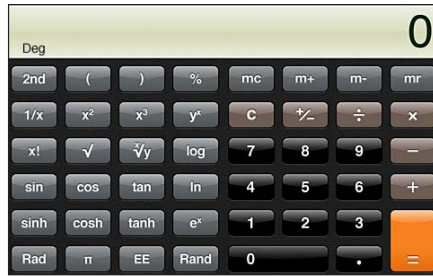 0
Deg
2nd ( ) % mc m+ m- mr
1/x x² x³ yˣ C +/− ÷ ×
x! √ ˣ√y log 7 8 9 −
sin cos tan ln 4 5 6 +
sinh cosh tanh eˣ 1 2 3
Rad π EE Rand 0 . =